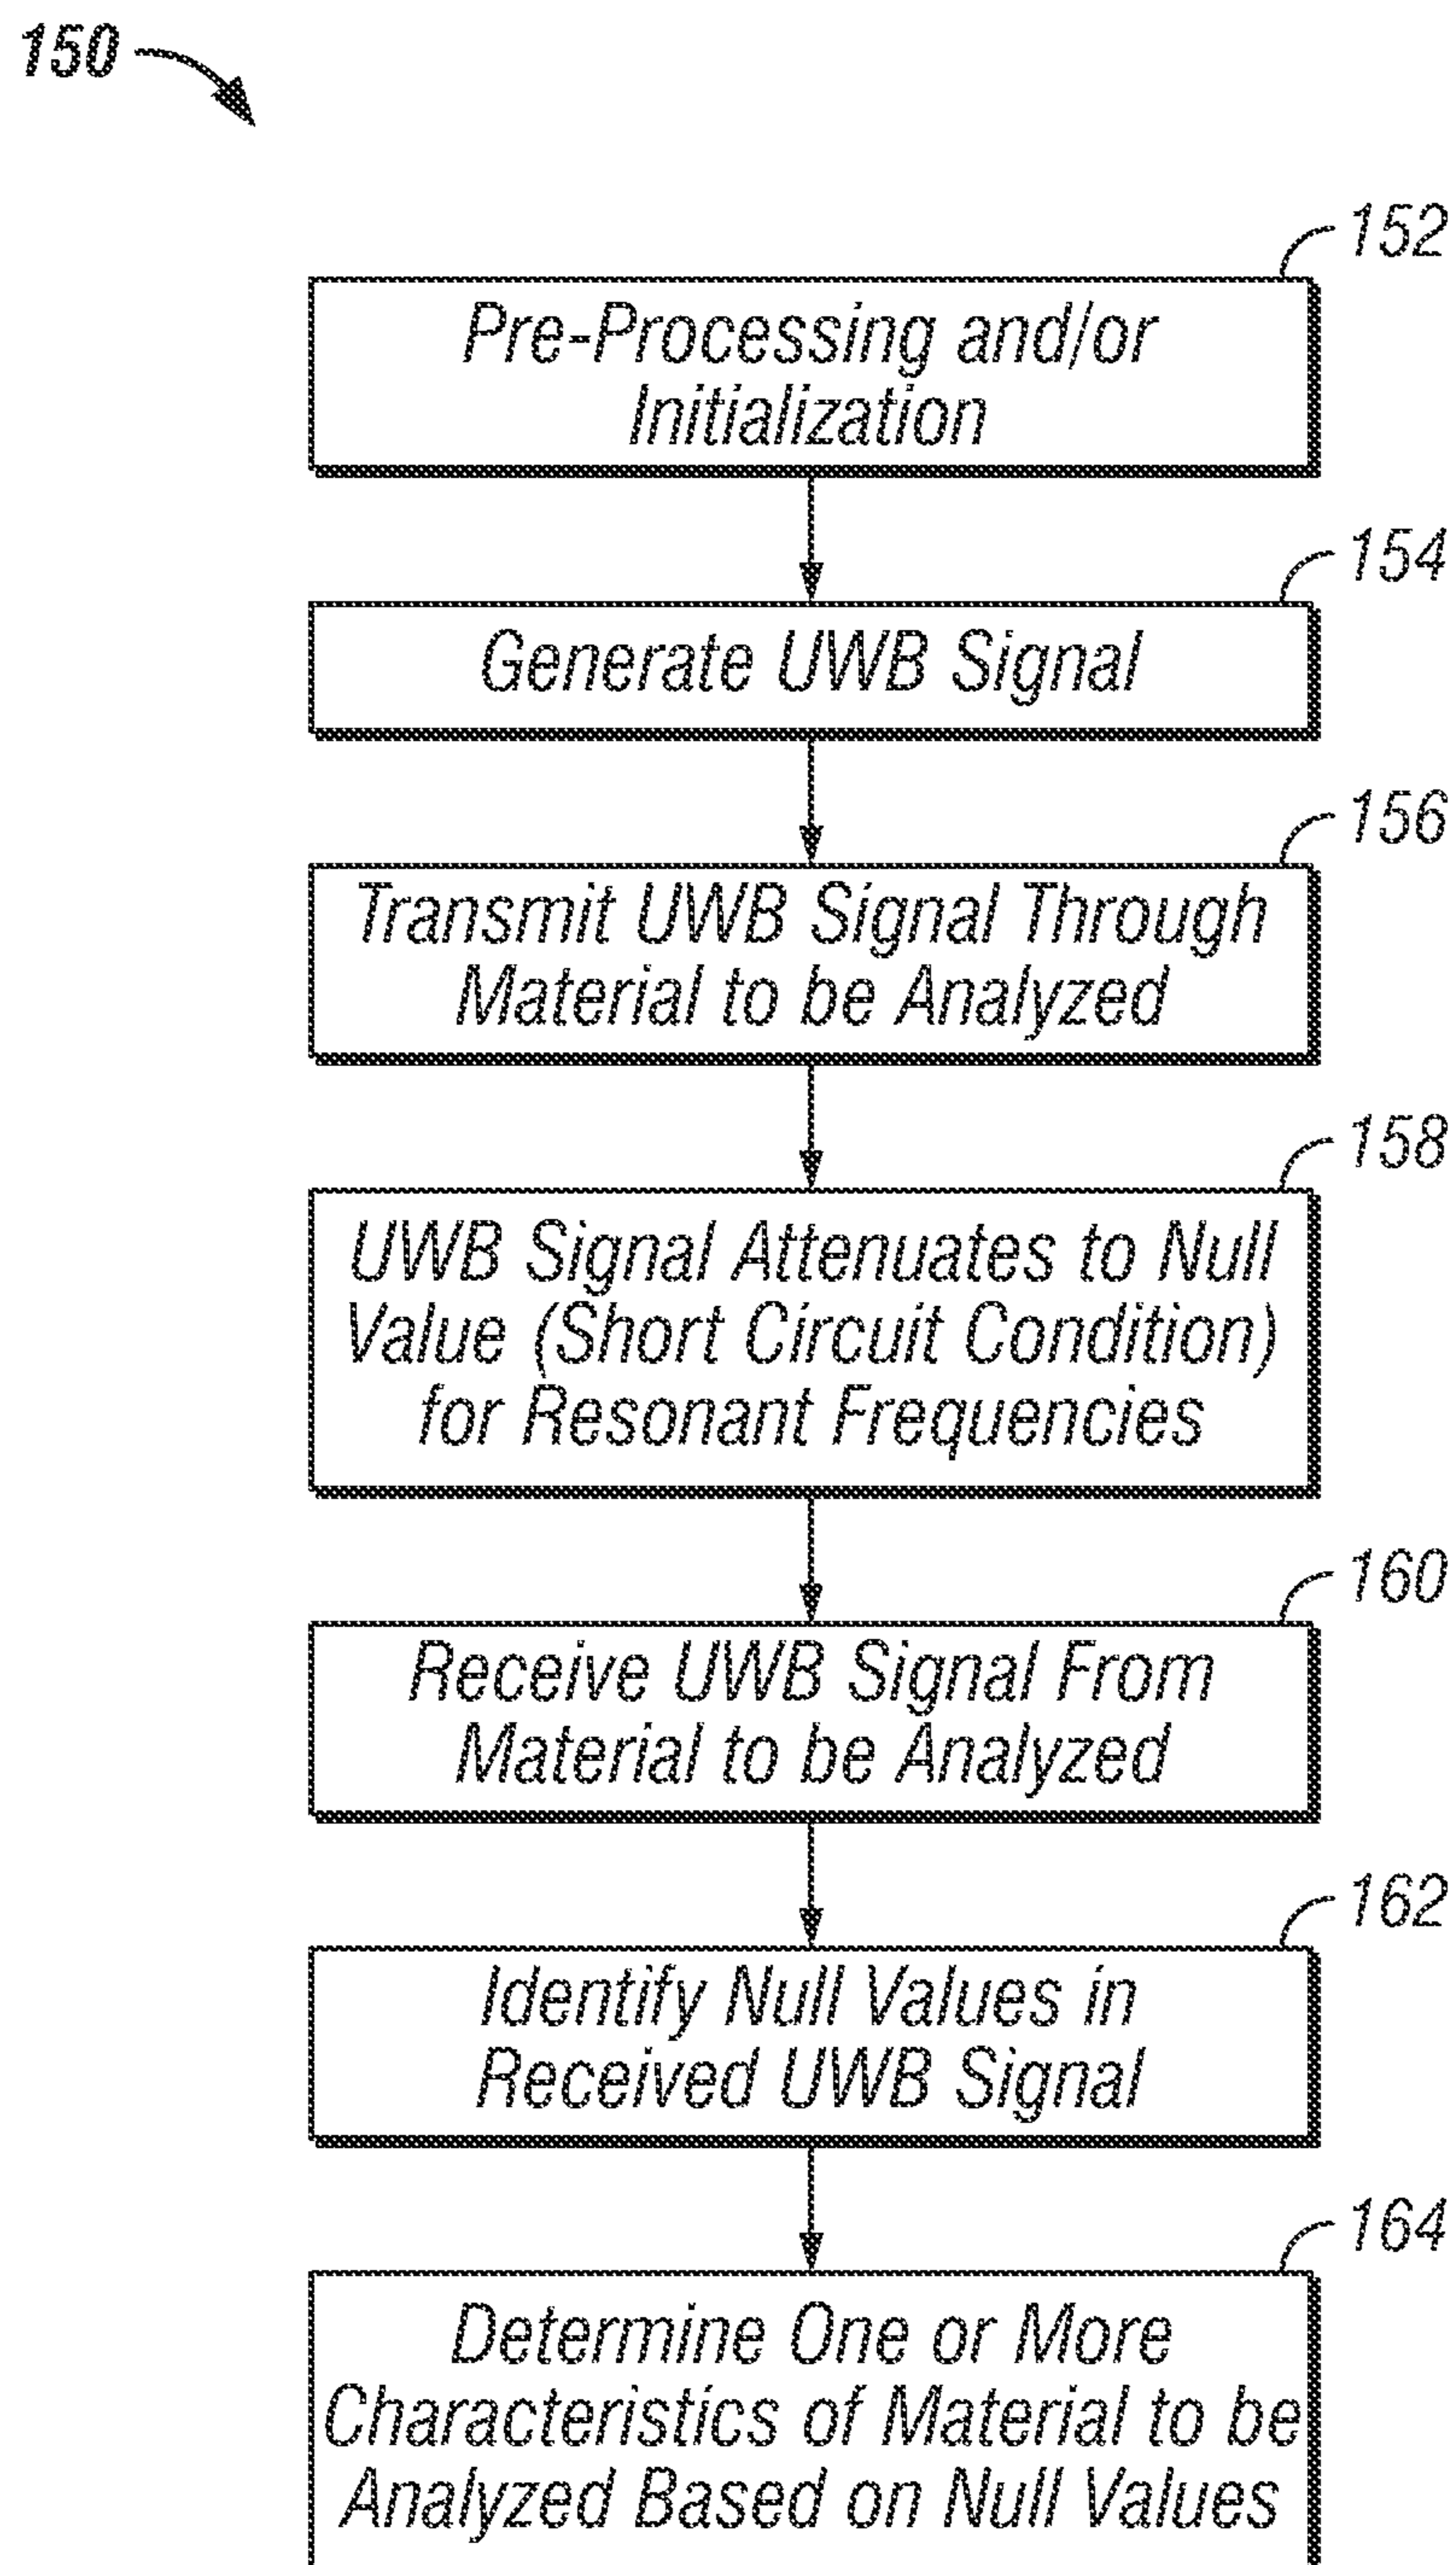 150
152
Pre-Processing and/or
Initialization
154
Generate UWB Signal
156
Transmit UWB Signal Through
Material to be Analyzed
158
UWB Signal Attenuates to Null
Value (Short Circuit Condition)
for Resonant Frequencies
160
Receive UWB Signal From
Material to be Analyzed
162
Identify Null Values in
Received UWB Signal
164
Determine One or More
Characteristics of Material to be
Analyzed Based on Null Values